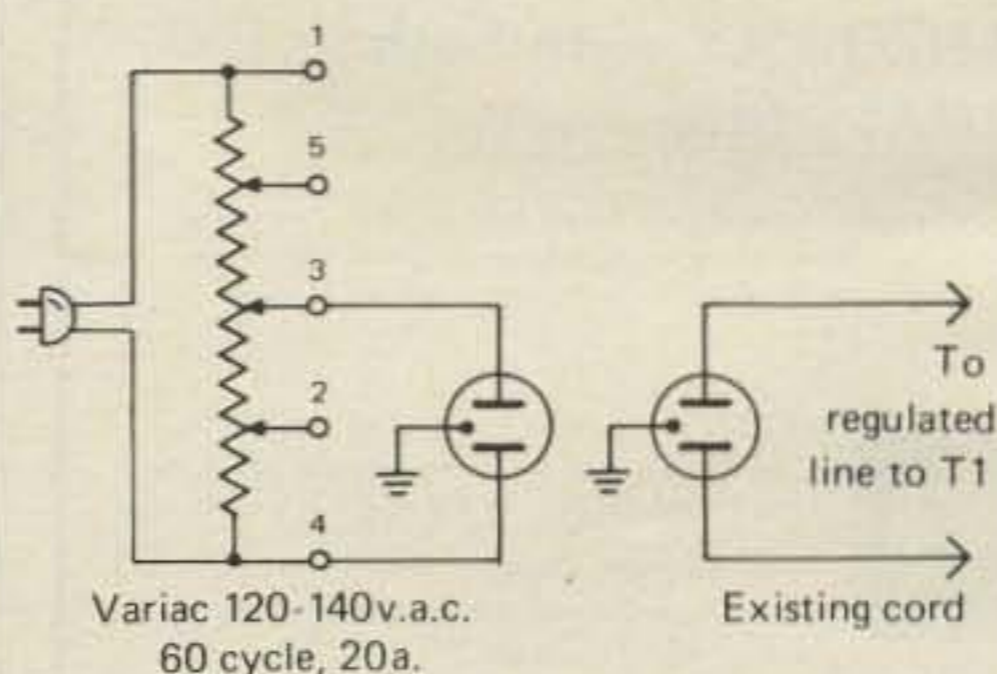 1
5
3
2
4
To
regulated
line to T1
Variac 120-140v.a.c.
60 cycle, 20a.
Existing cord